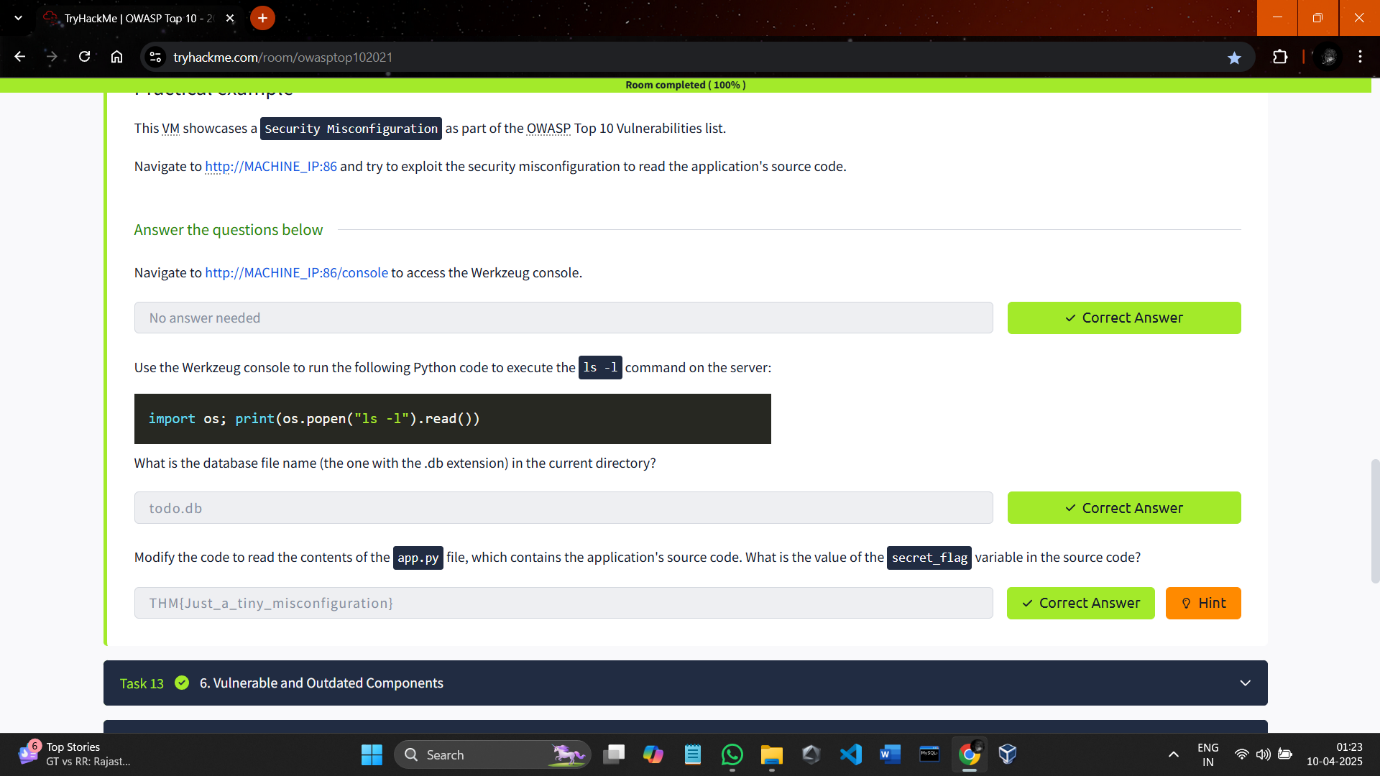 TryHackMe | OWASP Top 10 - 20
tryhackme.com/room/owasptop102021
Room completed ( 100% )
Practical example
This VM showcases a Security Misconfiguration as part of the OWASP Top 10 Vulnerabilities list.
Navigate to http://MACHINE_IP:86 and try to exploit the security misconfiguration to read the application's source code.
Answer the questions below
Navigate to http://MACHINE_IP:86/console to access the Werkzeug console.
No answer needed
Correct Answer
Use the Werkzeug console to run the following Python code to execute the ls -l command on the server:
import os; print(os.popen("ls -l").read())
What is the database file name (the one with the .db extension) in the current directory?
todo.db
Correct Answer
Modify the code to read the contents of the app.py file, which contains the application's source code. What is the value of the secret_flag variable in the source code?
THM{Just_a_tiny_misconfiguration}
Correct Answer
Hint
Task 13
6. Vulnerable and Outdated Components
6
Top Stories
GT vs RR: Rajast...
Search
ENG
IN
01:23
10-04-2025